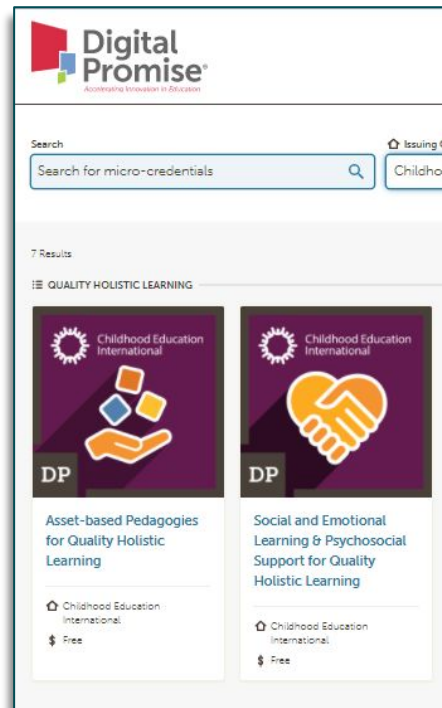 Digital
Promise®
Accelerating Innovation in Education
Search
Issuing
Search for micro-credentials
Childho
7 Results
QUALITY HOLISTIC LEARNING
Childhood Education
International
DP
Asset-based Pedagogies
for Quality Holistic
Learning
Childhood Education
International
$ Free
Childhood Education
International
DP
Social and Emotional
Learning & Psychosocial
Support for Quality
Holistic Learning
Childhood Education
International
$ Free